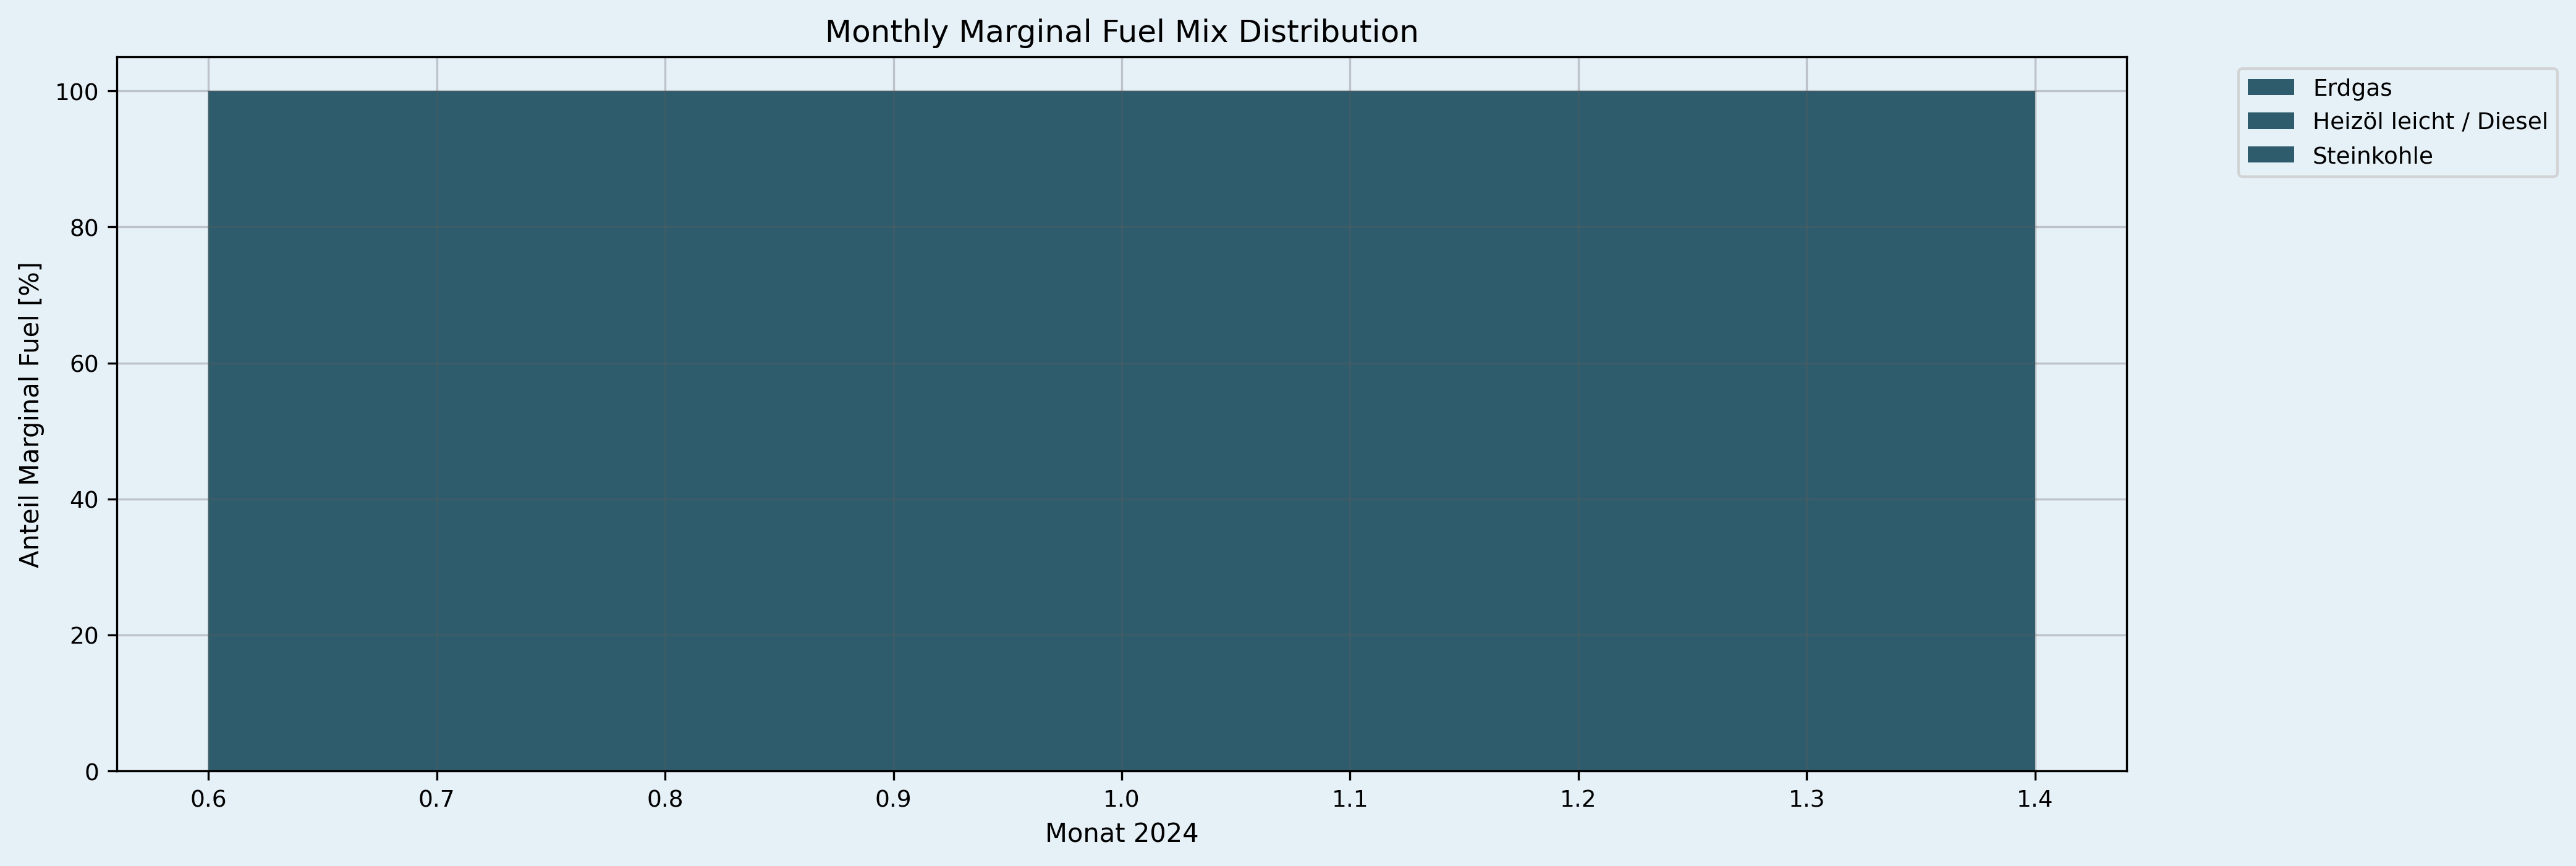 Monthly Marginal Fuel Mix Distribution
Erdgas
Heizöl leicht / Diesel
Steinkohle
Anteil Marginal Fuel [%]
100
80
60
40
20
0
0.6 0.7 0.8 0.9 1.0 1.1 1.2 1.3 1.4
Monat 2024